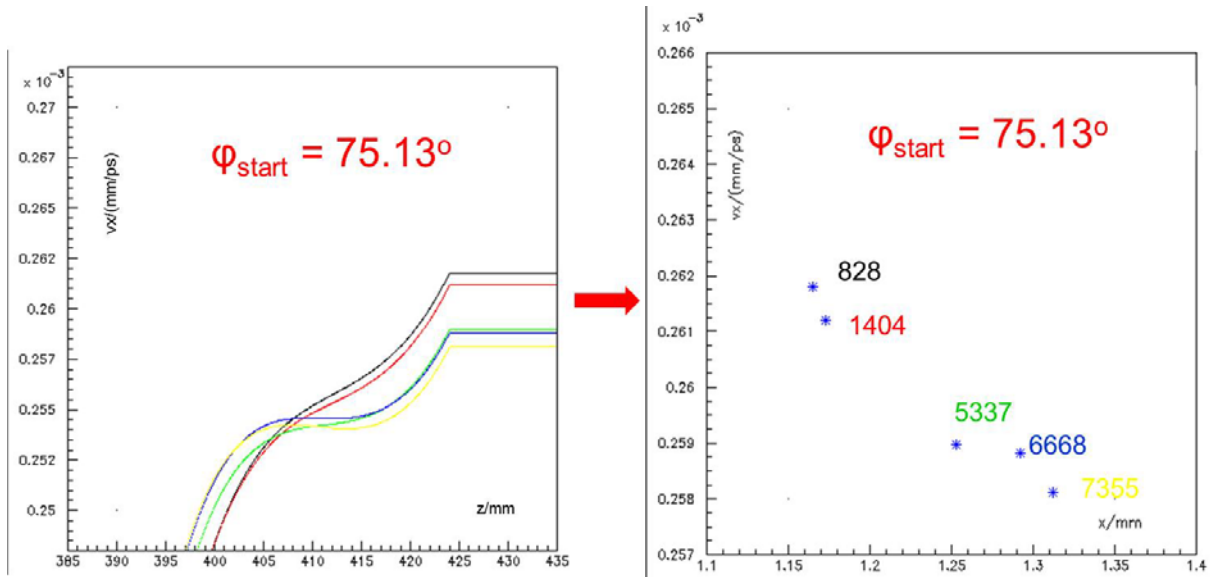 x 10⁻³
0.27
0.267
0.265
0.262
0.26
0.257
0.255
0.252
0.25
vx/(mm/ps)
φstart = 75.13º
z/mm
385 390 395 400 405 410 415 420 425 430 435
x 10⁻³
0.266
0.265
0.264
0.263
0.262
0.261
0.26
0.259
0.258
0.257
vx/(mm/ps)
φstart = 75.13º
828
1404
5337
6668
7355
x/mm
1.1 1.15 1.2 1.25 1.3 1.35 1.4